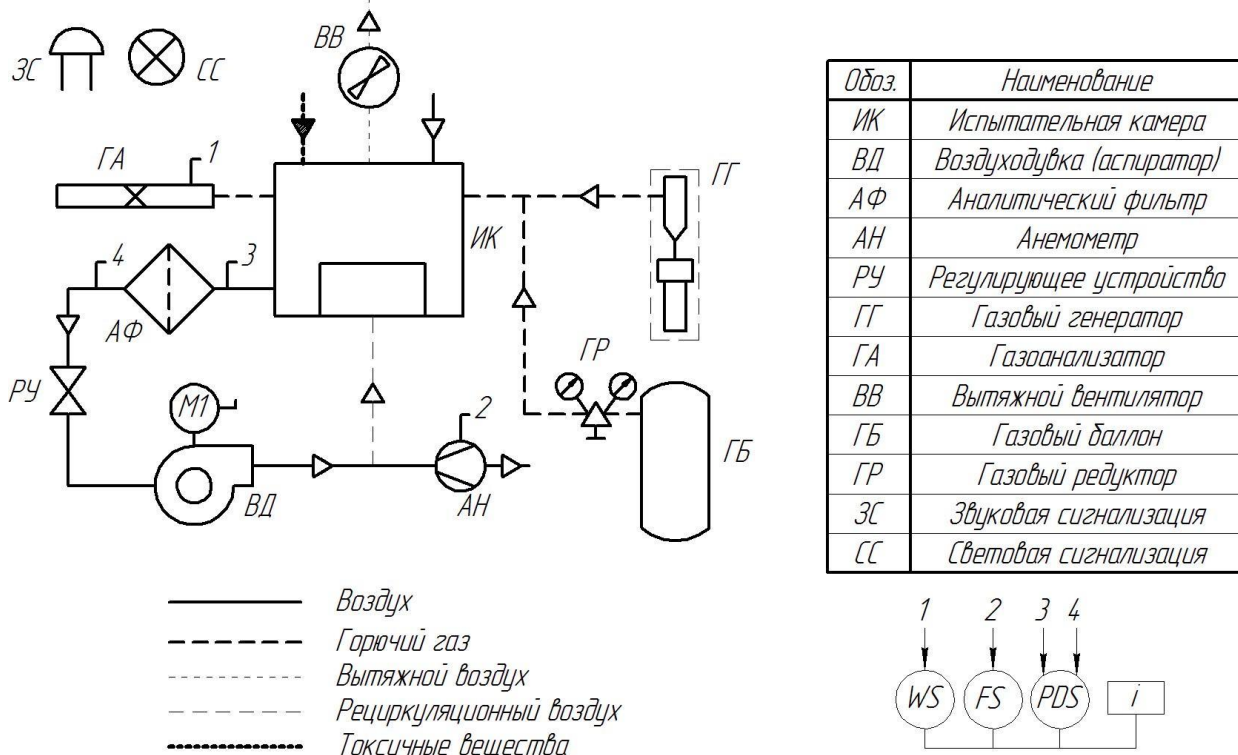 ЗС
СС
ВВ
ГА
1
ГГ
ИК
4
3
АФ
РУ
М1
ВД
2
АН
ГР
ГБ
Воздух
Горючий газ
Вытяжной воздух
Рециркуляционный воздух
Токсичные вещества
Обоз. Наименование
ИК Испытательная камера
ВД Воздуходувка (аспиратор)
АФ Аналитический фильтр
АН Анемометр
РУ Регулирующее устройство
ГГ Газовый генератор
ГА Газоанализатор
ВВ Вытяжной вентилятор
ГБ Газовый баллон
ГР Газовый редуктор
ЗС Звуковая сигнализация
СС Световая сигнализация
1 2 3 4
WS FS PDS i